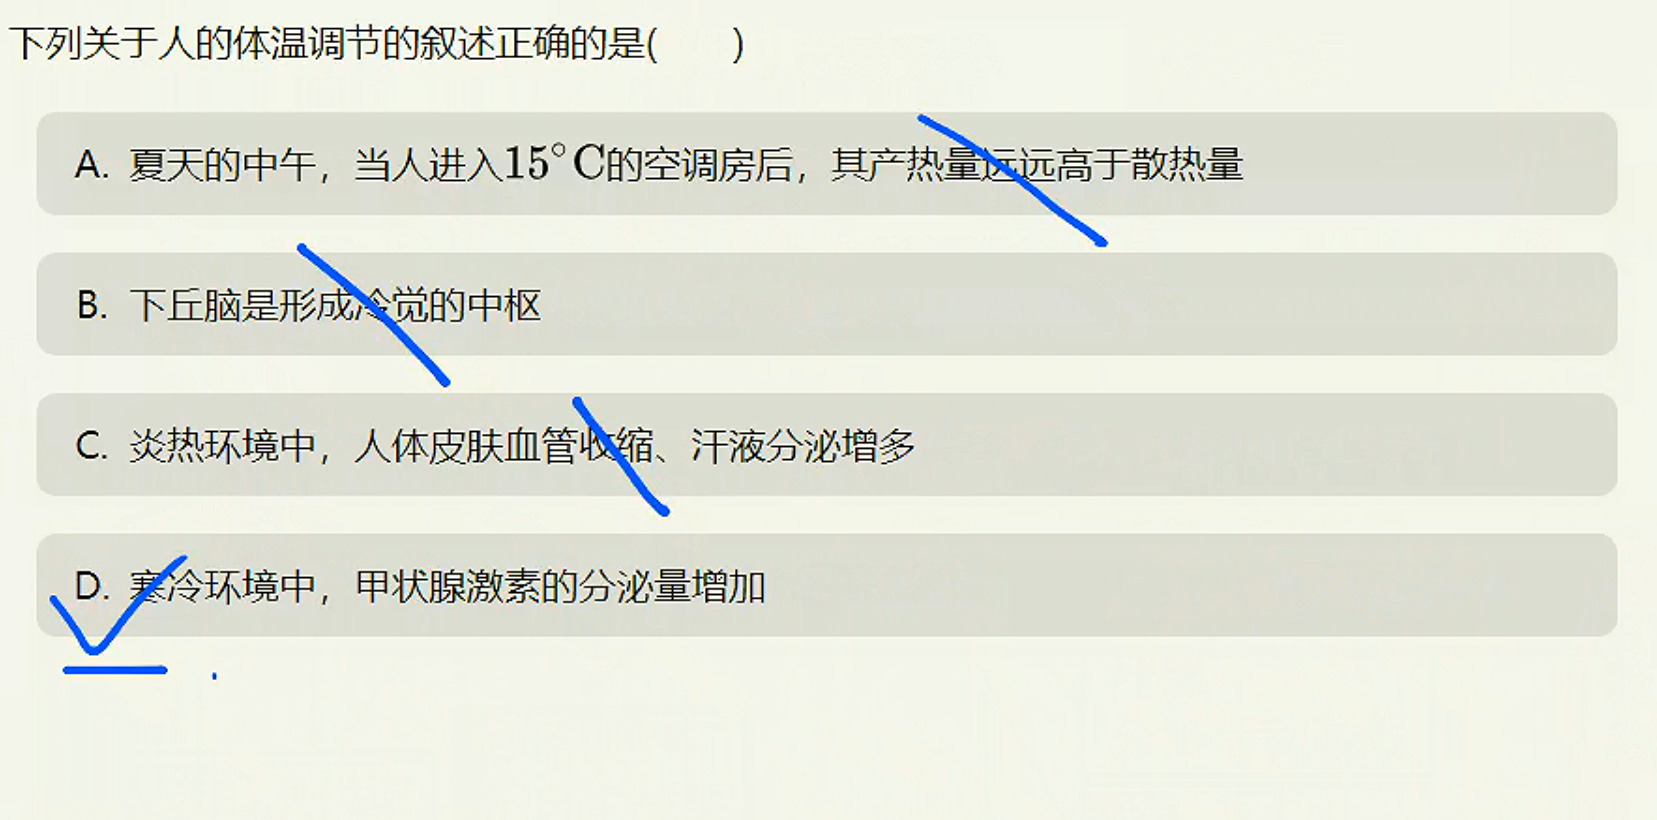 下列关于人的体温调节的叙述正确的是(  )
A. 夏天的中午，当人进入15°C的空调房后，其产热量远远高于散热量
B. 下丘脑是形成冷觉的中枢
C. 炎热环境中，人体皮肤血管收缩、汗液分泌增多
D. 寒冷环境中，甲状腺激素的分泌量增加